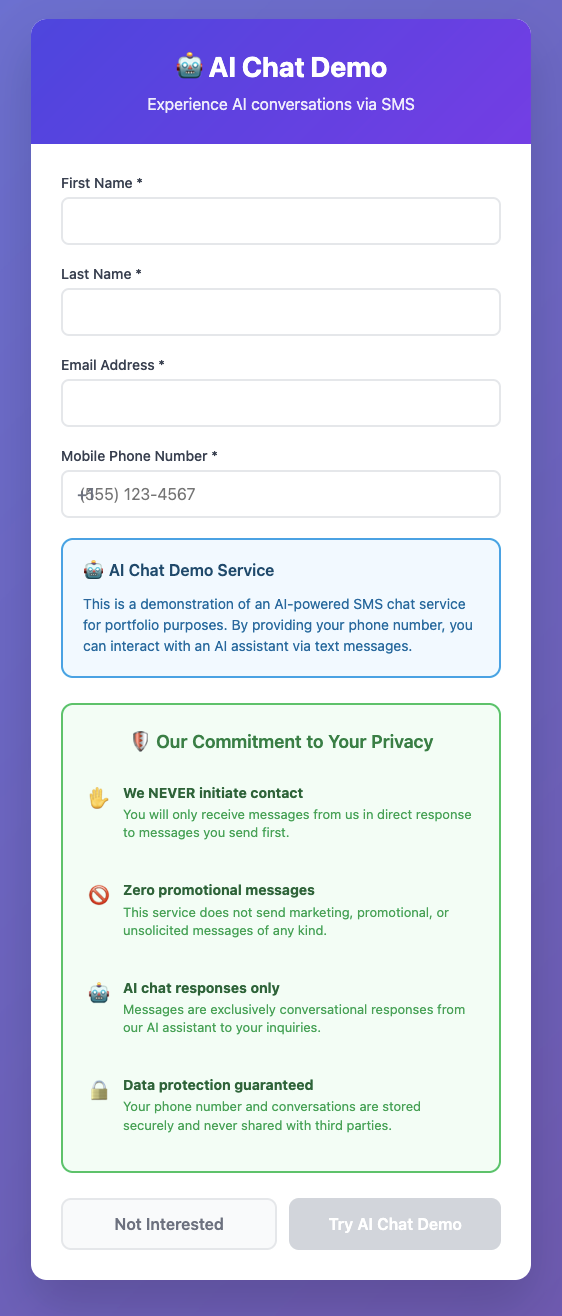 AI Chat Demo
Experience AI conversations via SMS
First Name *
Last Name *
Email Address *
Mobile Phone Number *
+1
(555) 123-4567
AI Chat Demo Service
This is a demonstration of an AI-powered SMS chat service
for portfolio purposes. By providing your phone number, you
can interact with an AI assistant via text messages.
Our Commitment to Your Privacy
We NEVER initiate contact
You will only receive messages from us in direct response
to messages you send first.
Zero promotional messages
This service does not send marketing, promotional, or
unsolicited messages of any kind.
AI chat responses only
Messages are exclusively conversational responses from
our AI assistant to your inquiries.
Data protection guaranteed
Your phone number and conversations are stored
securely and never shared with third parties.
Not Interested
Try AI Chat Demo